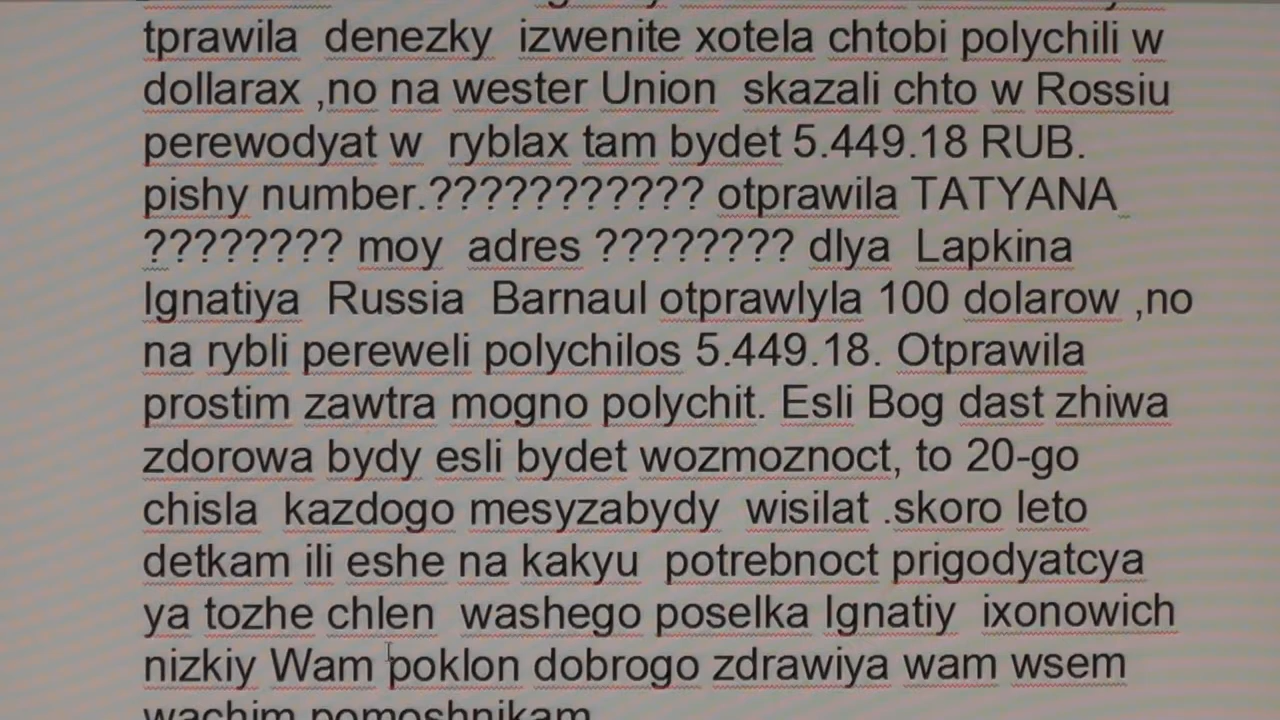 tprawila denezky izwenite xotela chtobi polychili w
dollarax ,no na wester Union skazali chto w Rossiu
perewodyat w ryblax tam bydet 5.449.18 RUB.
pishy number.??????????? otprawila TATYANA
???????? moy adres ???????? dlya Lapkina
Ignatiya Russia Barnaul otprawlyla 100 dolarow ,no
na rybli pereweli polychilos 5.449.18. Otprawila
prostim zawtra mogno polychit. Esli Bog dast zhiwa
zdorowa bydy esli bydet wozmoznoct, to 20-go
chisla kazdogo mesyzabydy wisilat .skoro leto
detkam ili eshe na kakyu potrebnoct prigodyatcya
ya tozhe chlen washego poselka Ignatiy ixonowich
nizkiy Wam poklon dobrogo zdrawiya wam wsem
wachim pomoshnikam